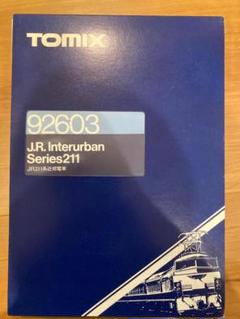 TOMIX
92603
J.R. Interurban
Series211
JR211系近郊電車